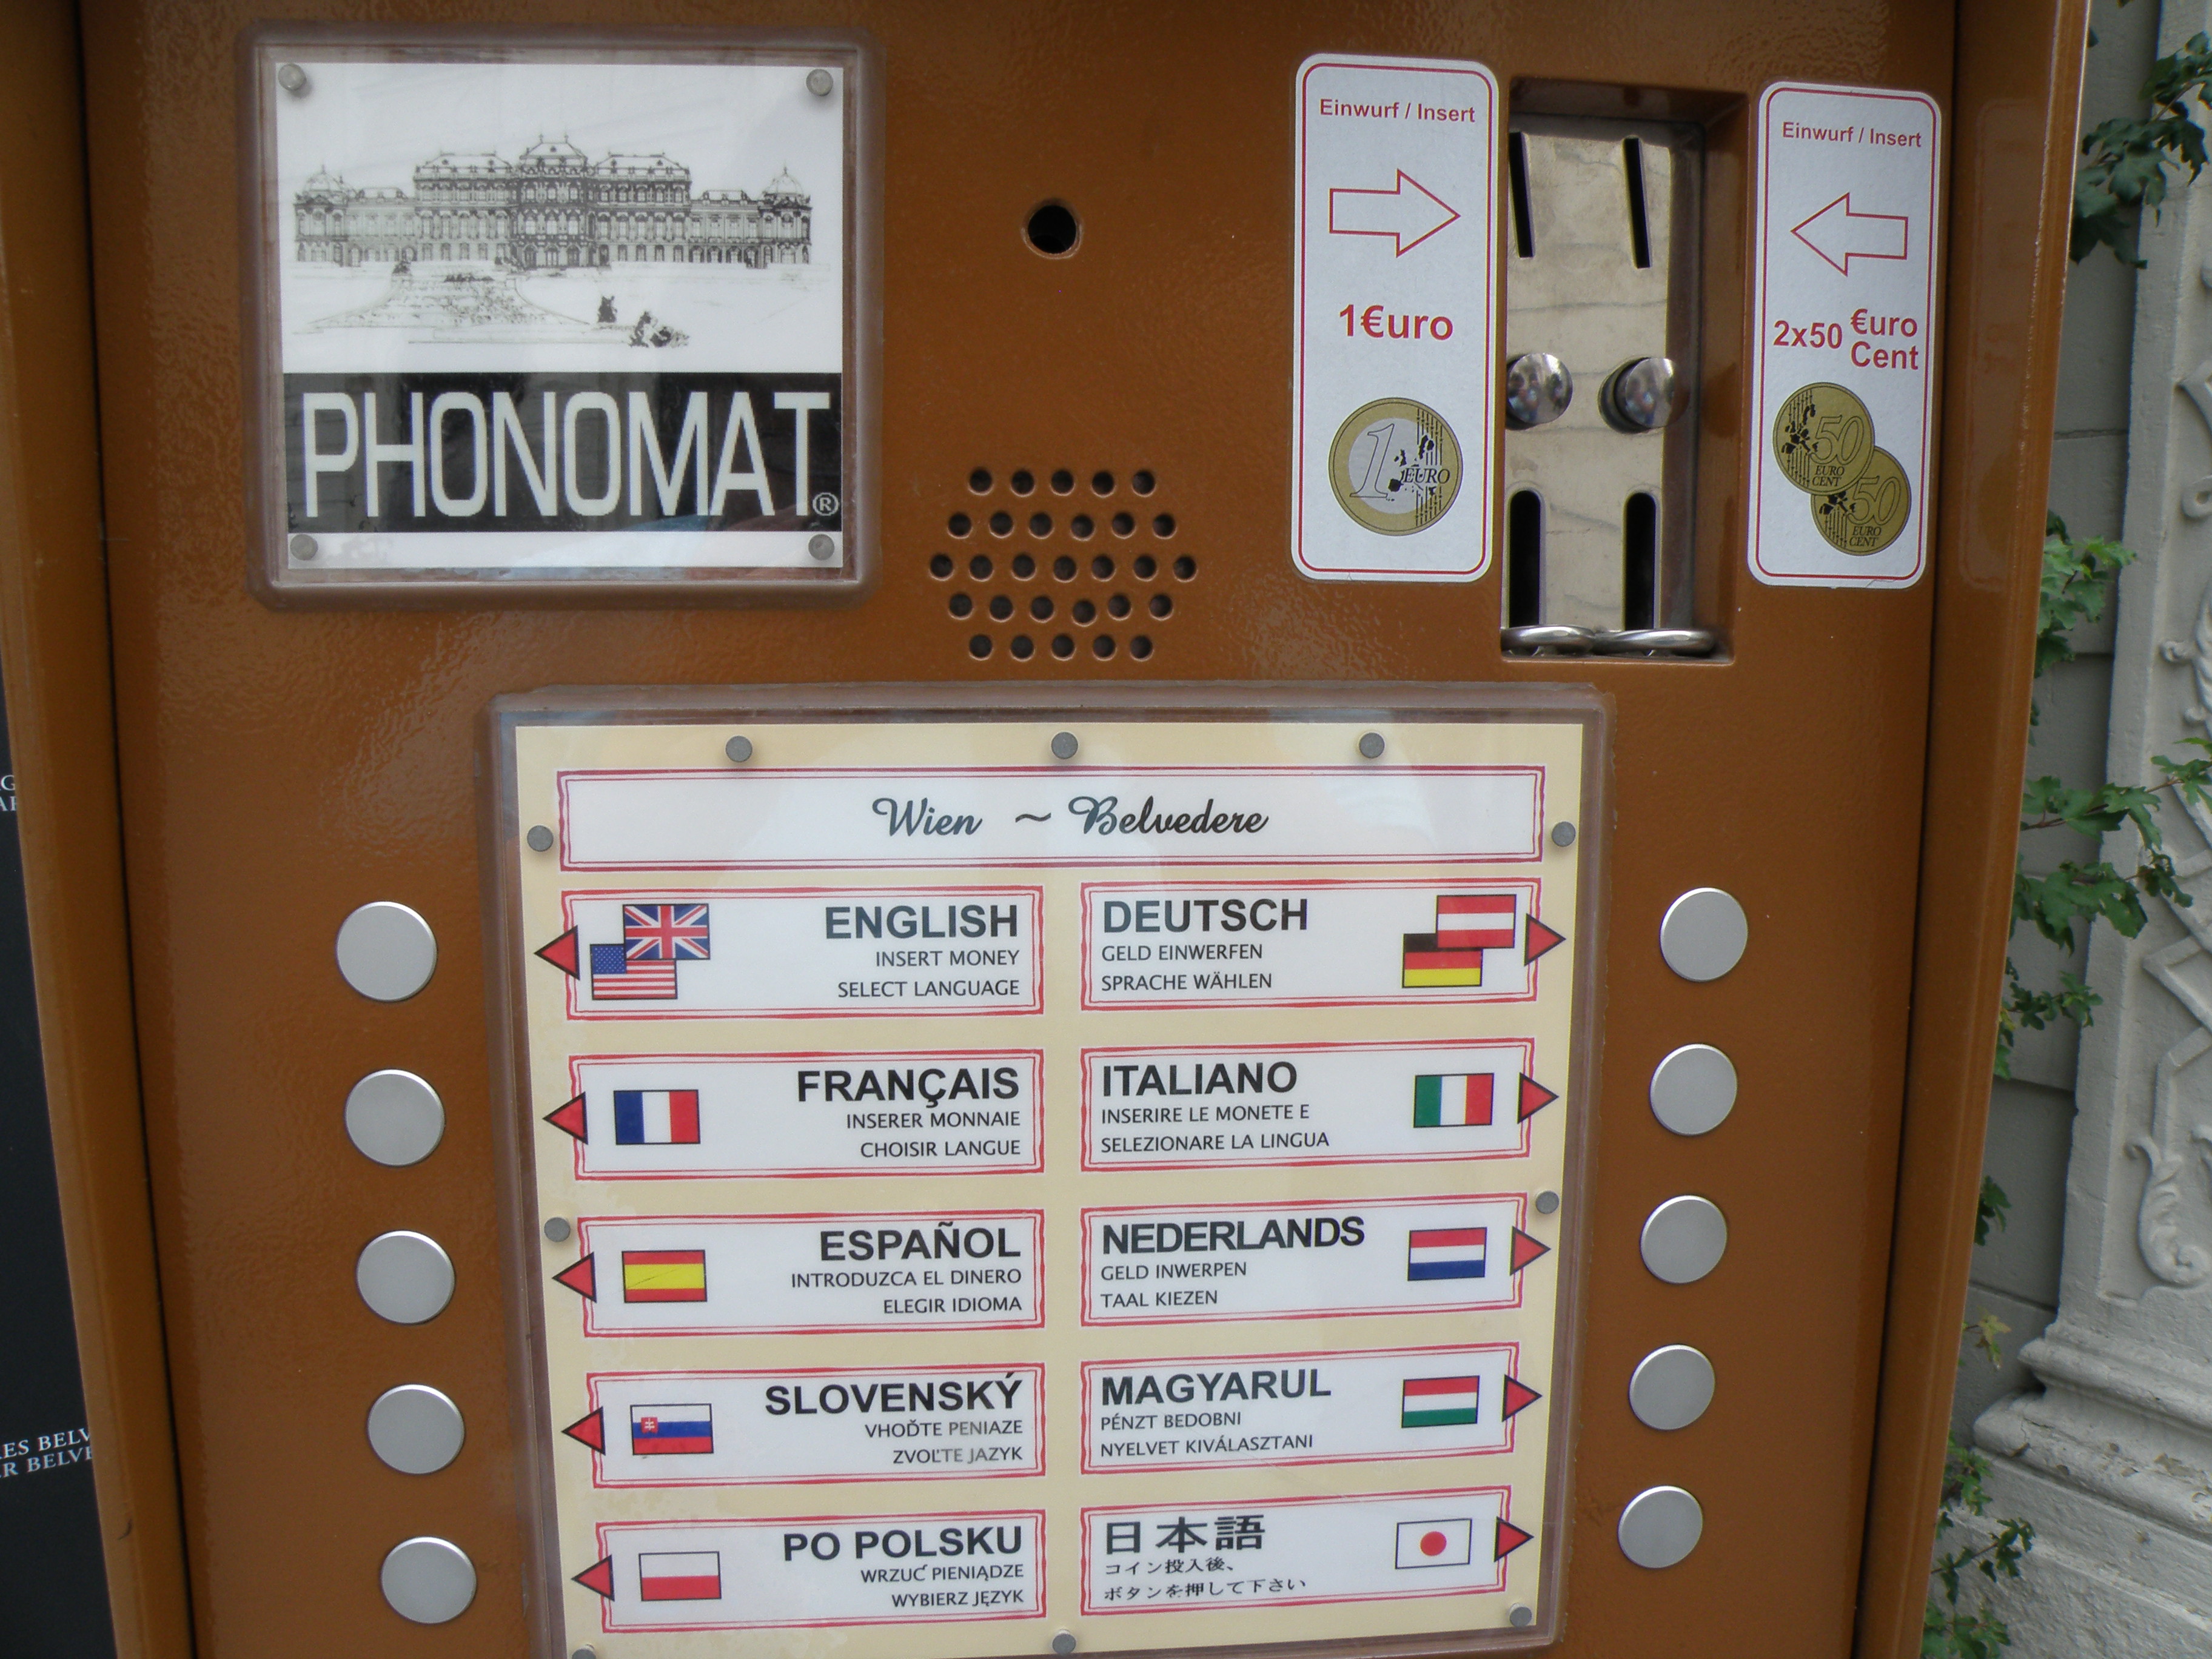 PHONOMAT®
Einwurf / Insert
1€uro
1 EURO
Einwurf / Insert
2x50 €uro Cent
50 EURO CENT
50 EURO CENT
Wien ~ Belvedere
ENGLISH
INSERT MONEY
SELECT LANGUAGE
DEUTSCH
GELD EINWERFEN
SPRACHE WÄHLEN
FRANÇAIS
INSERER MONNAIE
CHOISIR LANGUE
ITALIANO
INSERIRE LE MONETE E
SELEZIONARE LA LINGUA
ESPAÑOL
INTRODUZCA EL DINERO
ELEGIR IDIOMA
NEDERLANDS
GELD INWERPEN
TAAL KIEZEN
SLOVENSKÝ
VHOĎTE PENIAZE
ZVOĽTE JAZYK
MAGYARUL
PÉNZT BEDOBNI
NYELVET KIVÁLASZTANI
PO POLSKU
WRZUĆ PIENIĄDZE
WYBIERZ JĘZYK
日本語
コイン投入後、
ボタンを押して下さい